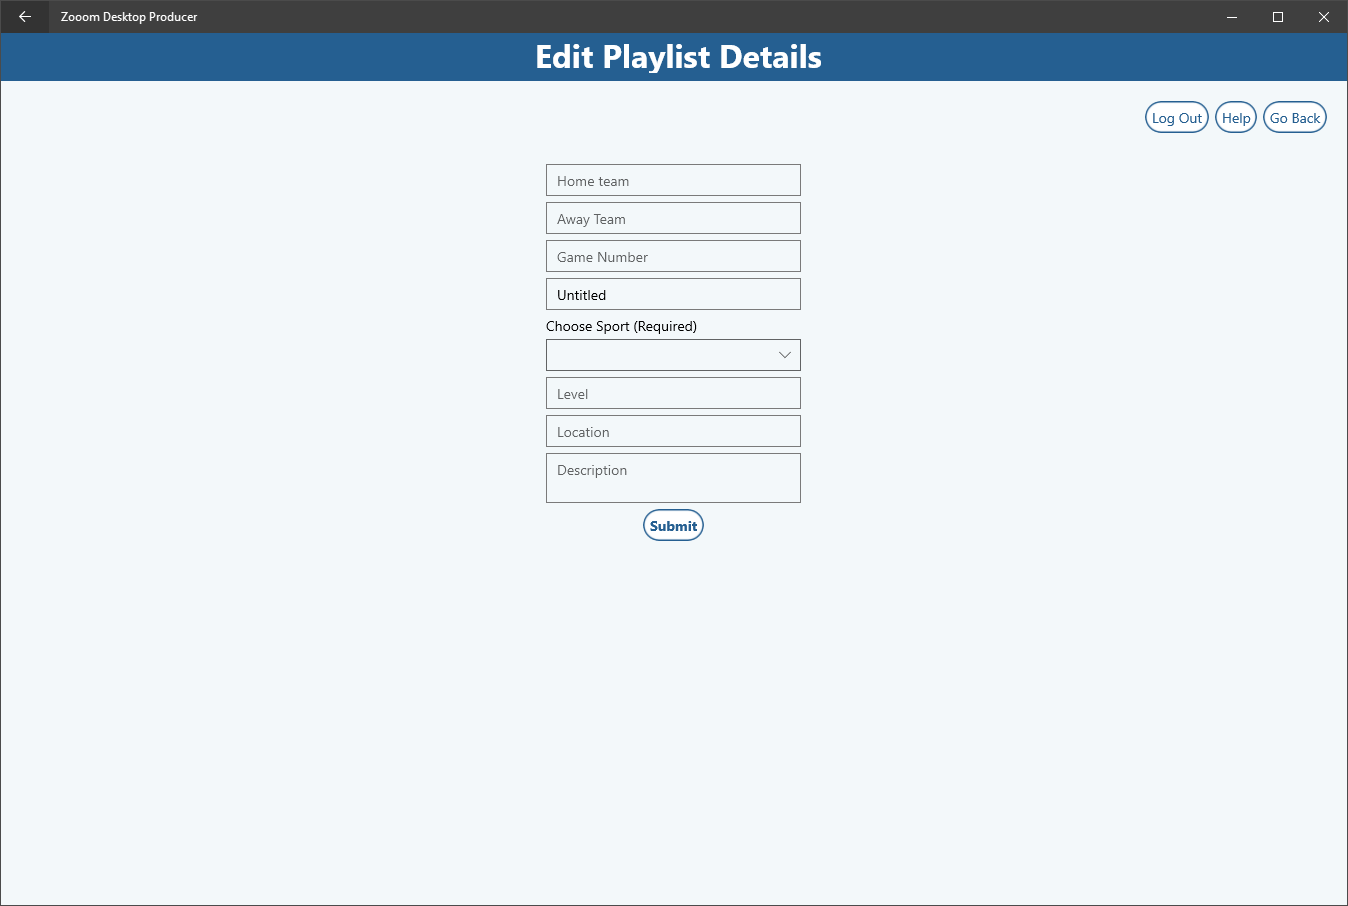 Zooom Desktop Producer
Edit Playlist Details
Log Out Help Go Back
Home team
Away Team
Game Number
Untitled
Choose Sport (Required)
Level
Location
Description
Submit